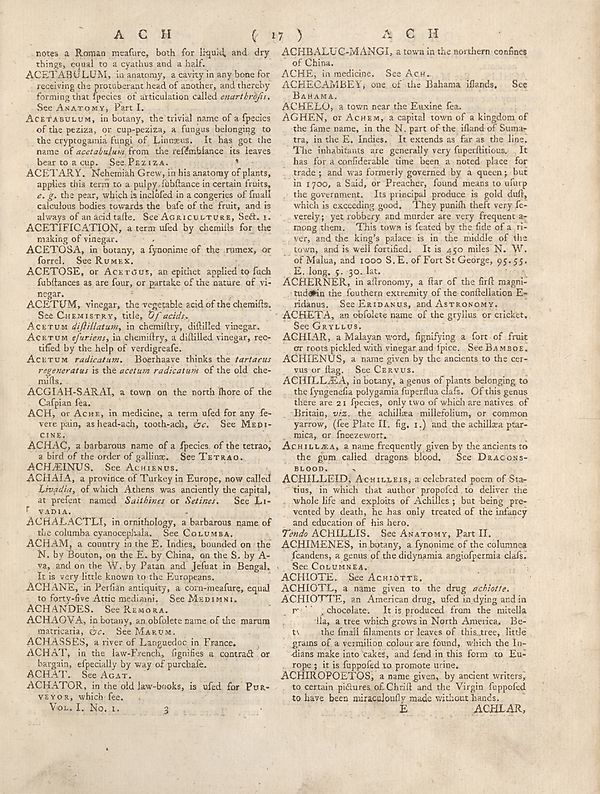 A C H ( 17 ) A C H
notes a Roman meaſure, both for liquid, and dry
things, equal to a cyathus and a half.
ACETABULUM, in anatomy, a cavity in any bone for
receiving the protuberant head of another, and thereby
forming that ſpecies of articulation called enarthroſis.
See ANATOMY, Part I.
ACETABULUM, in botany, the trivial name of a ſpecies
of the peziza, or cup-peziza, a fungus belonging to
the cryptogamia fungi of Linnæus. It has got the
name of acetabulum from the reſemblance its leaves
bear to a cup. See PEZIZA.
ACETARY. Nehemiah Grew, in his anatomy of plants,
applies this term to a pulpy ſubſtance in certain fruits,
e. g. the pear, which is incloſed in a congeries of ſmall
calculous bodies towards the baſe of the fruit, and is
always of an acid taſte. See AGRICULTURE, Sect. 1.
ACETIFICATION, a term uſed by chemiſts for the
making of vinegar.
ACETOSA, in botany, a ſynonime of the rumex, or
ſorrel. See RUMEX.
ACETOSE, or ACETOUS, an epithet applied to ſuch
ſubſtances as are ſour, or partake of the nature of vi-
negar.
ACETUM, vinegar, the vegetable acid of the chemiſts.
See CHEMISTRY, title, Of acids.
ACETUM diſtillatum, in chemiſtry, diſtilled vinegar.
ACETUM eſuriens, in chemiſtry, a diſtilled vinegar, rec-
tified by the help of verdigreaſe.
ACETUM radicatum. Boerhaave thinks the tartarus
regeneratus is the acetum radicatum of the old che-
miſts.
ACGIAH-SARAI, a town on the north ſhore of the
Caſpian ſea.
ACH, or ACHE, in medicine, a term uſed for any ſe-
vere pain, as head-ach, tooth-ach, &c. See MEDI-
CINE.
ACHAC, a barbarous name of a ſpecies of the tetrao,
a bird of the order of gallinæ. See TETRAO.
ACHÆINUS. See ACHIENUS.
ACHAIA, a province of Turkey in Europe, now called
Livadia, of which Athens was anciently the capital,
at preſent named Saithines or Setines. See LI-
VADIA.
ACHALACTLI, in ornithology, a barbarous name of
the columba cyanocephala. See COLUMBA.
ACHAM, a country in the E. Indies, bounded on the
N. by Bouton, on the E. by China, on the S. by A-
va, and on the W. by Patan and Jeſuat in Bengal.
It is very little known to the Europeans.
ACHANE, in Perſian antiquity, a corn-meaſure, equal
to forty-five Attic medimni. See MEDIMNI.
ACHANDES. See REMORA.
ACHAOVA, in botany, an obſolete name of the marum
matricaria, &c. See MARUM.
ACHASSES, a river of Languedoc in France.
ACHAT, in the law-French, ſignifies a contract or
bargain, eſpecially by way of purchaſe.
ACHAT. See AGAT.
ACHATOR, in the old law-books, is uſed for PUR-
VEYOR, which ſee.
VOL. I. No. 1. 3
ACHBALUC-MANGI, a town in the northern confines
of China.
ACHE, in medicine. See ACH.
ACHECAMBEY, one of the Bahama iſlands. See
BAHAMA.
ACHELO, a town near the Euxine ſea.
AGHEN, or ACHEM, a capital town of a kingdom of
the ſame name, in the N. part of the iſland of Suma-
tra, in the E. Indies. It extends as far as the line.
The inhabitants are generally very ſuperſtitious. It
has for a conſiderable time been a noted place for
trade; and was formerly governed by a queen; but
in 1700, a Said, or Preacher, found means to uſurp
the government. Its principal produce is gold duſt,
which is exceeding good. They puniſh theft very ſe-
verely; yet robbery and murder are very frequent a-
mong them. This town is ſeated by the ſide of a ri-
ver, and the king's palace is in the middle of the
town, and is well fortified. It is 450 miles N. W.
of Malua, and 1000 S. E. of Fort St George, 95. 55.
E. long. 5. 30. lat.
ACHERNER, in aſtronomy, a ſtar of the firſt magni-
tude in the ſouthern extremity of the conſtellation E-
ridanus. See ERIDANUS, and ASTRONOMY.
ACHETA, an obſolete name of the gryllus or cricket.
See GRYLLUS.
ACHIAR, a Malayan word, ſignifying a ſort of fruit
or roots pickled with vinegar and ſpice. See BAMBOE.
ACHIENUS, a name given by the ancients to the cer-
vus or ſtag. See CERVUS.
ACHILLÆA, in botany, a genus of plants belonging to
the ſyngeneſia polygamia ſuperflua claſs. Of this genus
there are 21 ſpecies, only two of which are natives of
Britain, viz. the achillæa millefolium, or common
yarrow, (ſee Plate II. fig. 1.) and the achillæa ptar-
mica, or ſneezewort.
ACHILLÆA, a name frequently given by the ancients to
the gum called dragons blood. See DRAGONS-
BLOOD.
ACHILLEID, ACHILLEIS, a celebrated poem of Sta-
tius, in which that author propoſed to deliver the
whole life and exploits of Achilles; but being pre-
vented by death, he has only treated of the infancy
and education of his hero.
Tendo ACHILLIS. See ANATOMY, Part II.
ACHIMENES, in botany, a ſynonime of the columnea
ſcandens, a genus of the didynamia angioſpermia claſs.
See COLUMNEA.
ACHIOTE. See ACHIOTTE.
ACHIOTL, a name given to the drug achiotte.
ACHIOTTE, an American drug, uſed in dying and in
chocolate. It is produced from the mitella
a tree which grows in North America. Be-
the ſmall filaments or leaves of this tree, little
grains of a vermilion colour are found, which the In-
dians make into cakes, and ſend in this form to Eu-
rope; it is ſuppoſed to promote urine.
ACHIROPOETOS, a name given, by ancient writers,
to certain pictures of Chriſt and the Virgin ſuppoſed
to have been miraculouſly made without hands.
E ACHLAR,